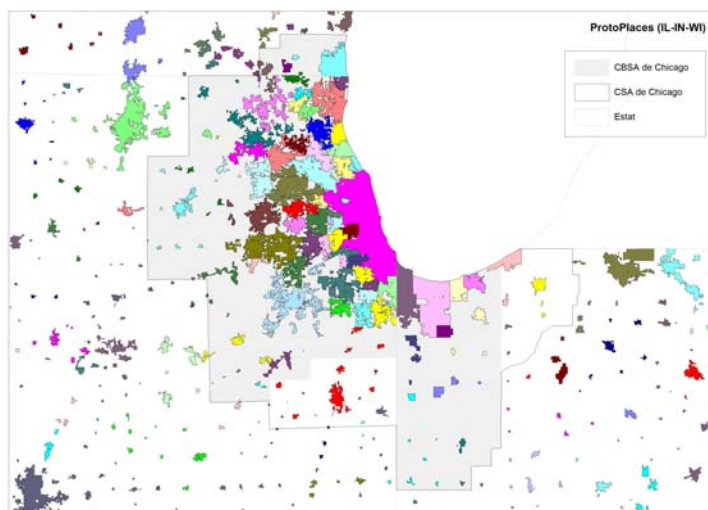 ProtoPlaces (IL-IN-WI)
CBSA de Chicago
CSA de Chicago
Estat